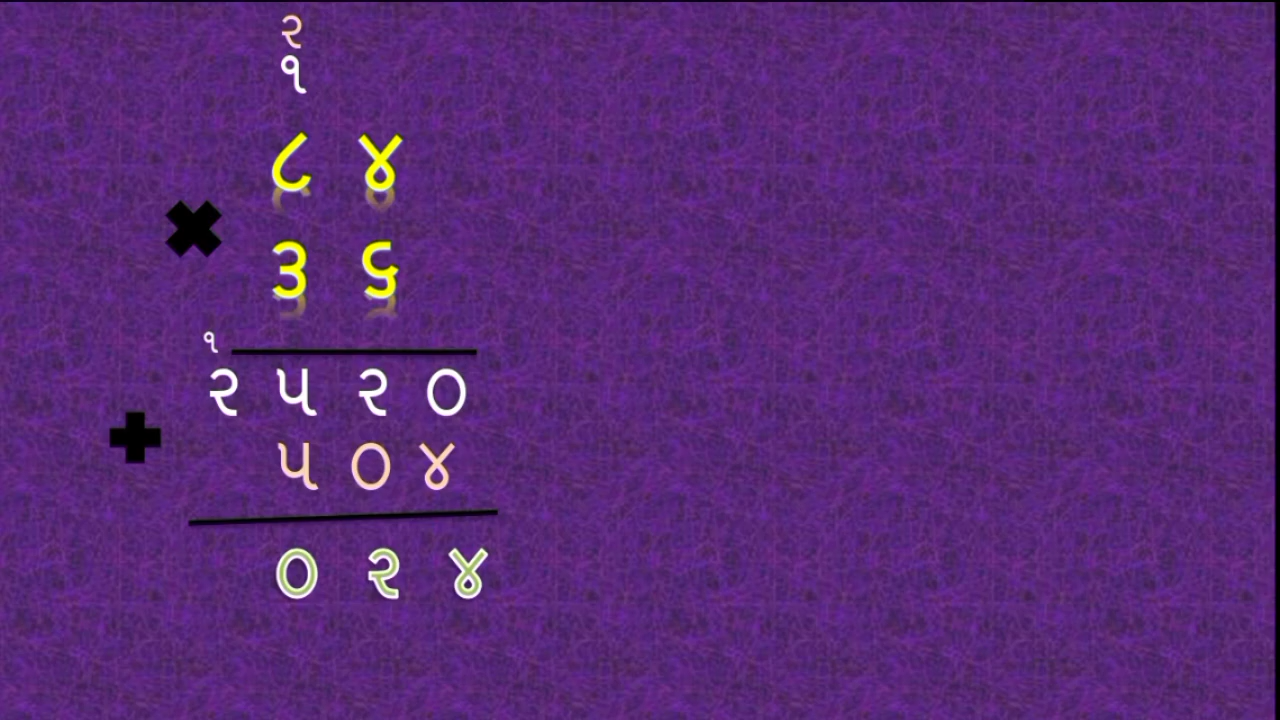 ૨
૧
૮ ૪
× ૩ ૬
૧
૨ ૫ ૨ ૦
+ ૫ ૦ ૪
૦ ૨ ૪